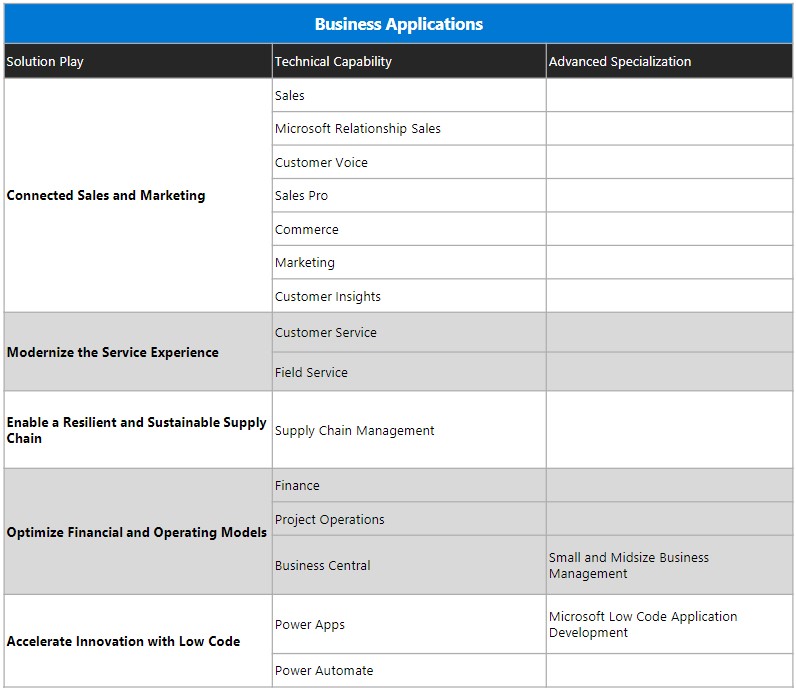 Business Applications
Solution Play
Technical Capability
Advanced Specialization
Connected Sales and Marketing
Sales
Microsoft Relationship Sales
Customer Voice
Sales Pro
Commerce
Marketing
Customer Insights
Modernize the Service Experience
Customer Service
Field Service
Enable a Resilient and Sustainable Supply
Chain
Supply Chain Management
Optimize Financial and Operating Models
Finance
Project Operations
Business Central
Small and Midsize Business
Management
Accelerate Innovation with Low Code
Power Apps
Microsoft Low Code Application
Development
Power Automate